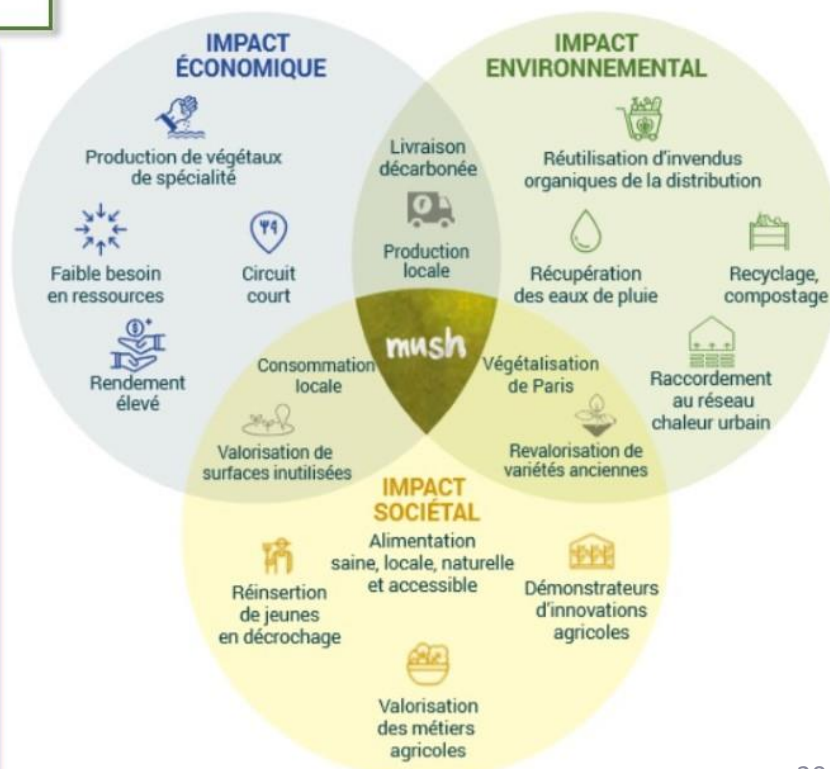 IMPACT
ÉCONOMIQUE
Production de végétaux
de spécialité
Faible besoin
en ressources
Circuit
court
Rendement
élevé
Livraison
décarbonée
Production
locale
IMPACT
ENVIRONNEMENTAL
Réutilisation d'invendus
organiques de la distribution
Récupération
des eaux de pluie
Recyclage,
compostage
Raccordement
au réseau
chaleur urbain
mush
Consommation
locale
Valorisation de
surfaces inutilisées
Végétalisation
de Paris
Revalorisation de
variétés anciennes
IMPACT
SOCIÉTAL
Alimentation
saine, locale, naturelle
et accessible
Réinsertion
de jeunes
en décrochage
Démonstrateurs
d'innovations
agricoles
Valorisation
des métiers
agricoles